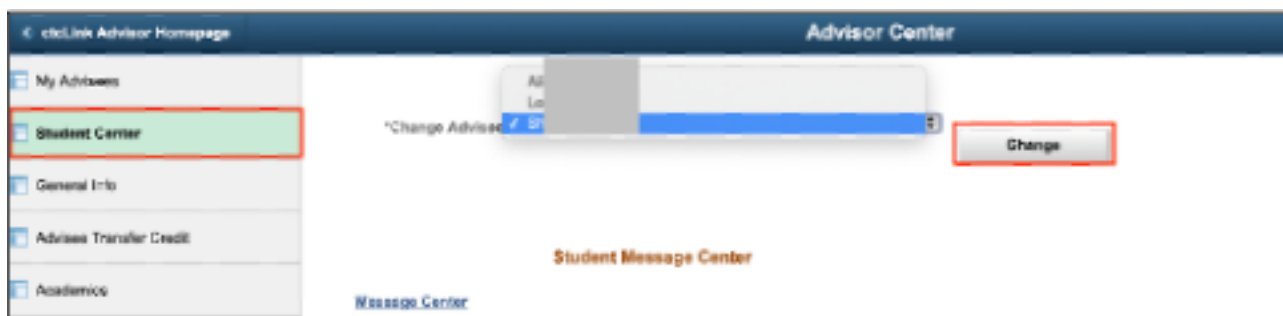 ctcLink Advisor Homepage
Advisor Center
My Advisees
Student Center
General Info
Advisee Transfer Credit
Academics
*Change Advisee
Change
Student Message Center
Message Center